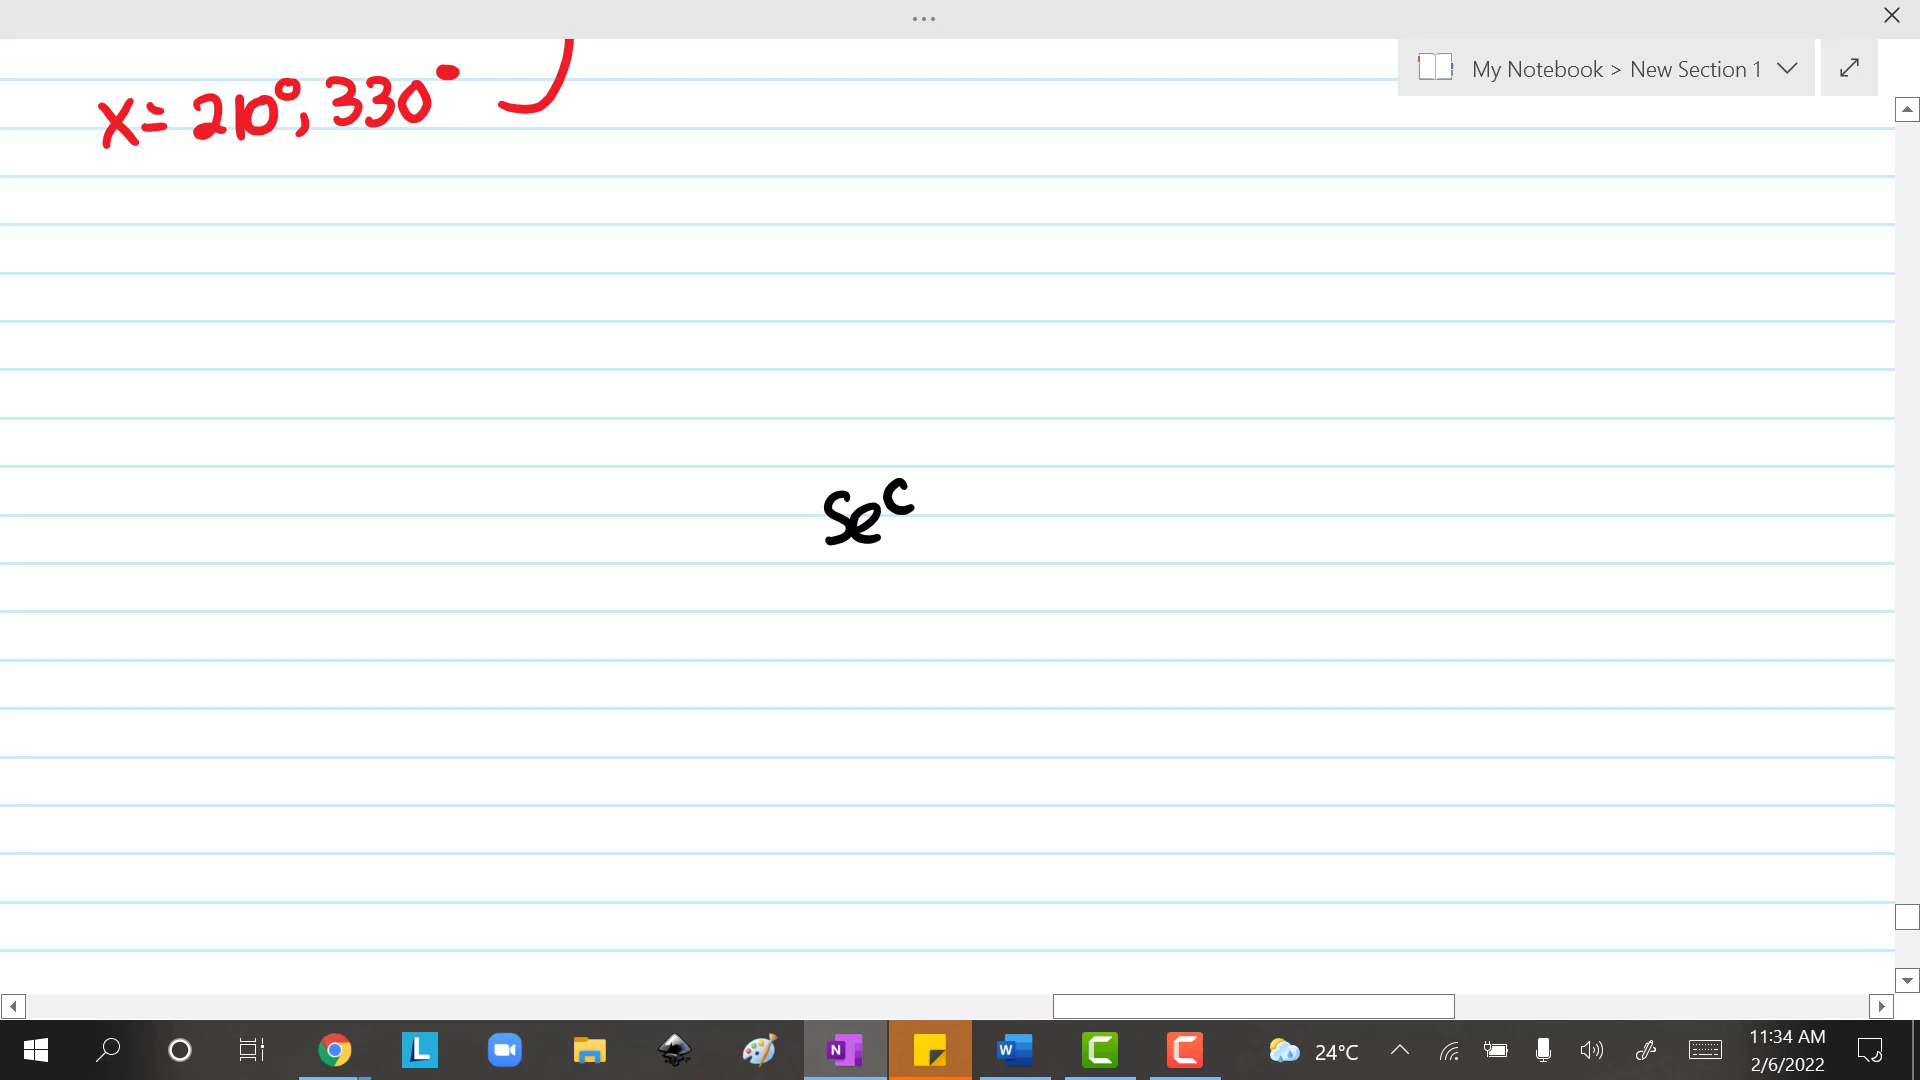 My Notebook > New Section 1
x = 210°, 330°
sec
24°C
11:34 AM
2/6/2022